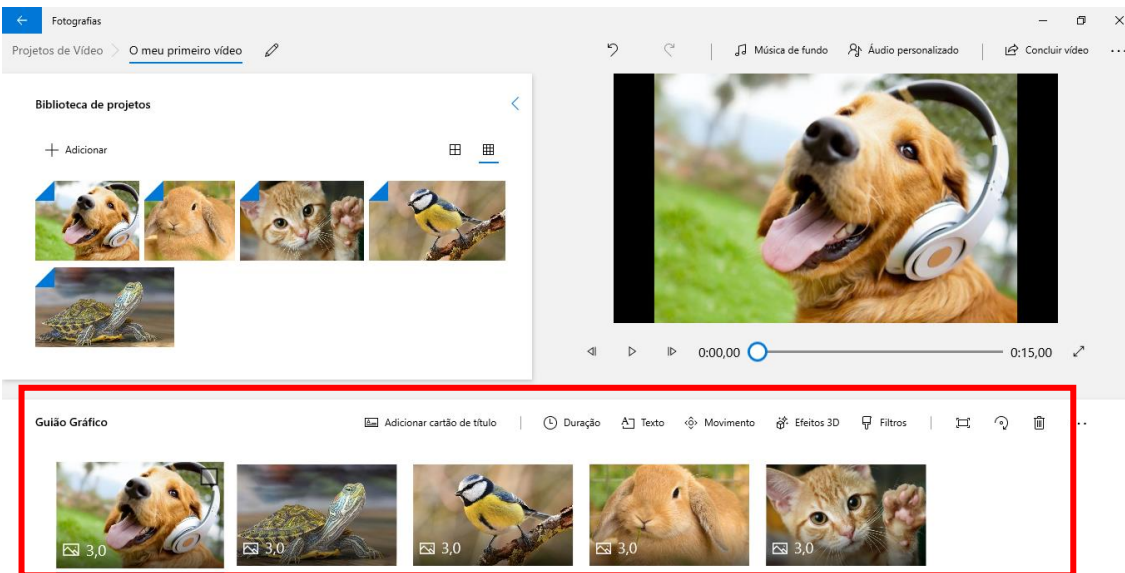 Fotografias
Projetos de Vídeo > O meu primeiro vídeo
Música de fundo Áudio personalizado Concluir vídeo ...
Biblioteca de projetos
+ Adicionar
0:00,00 0:15,00
Guião Gráfico Adicionar cartão de título Duração Texto Movimento Efeitos 3D Filtros
3,0 3,0 3,0 3,0 3,0